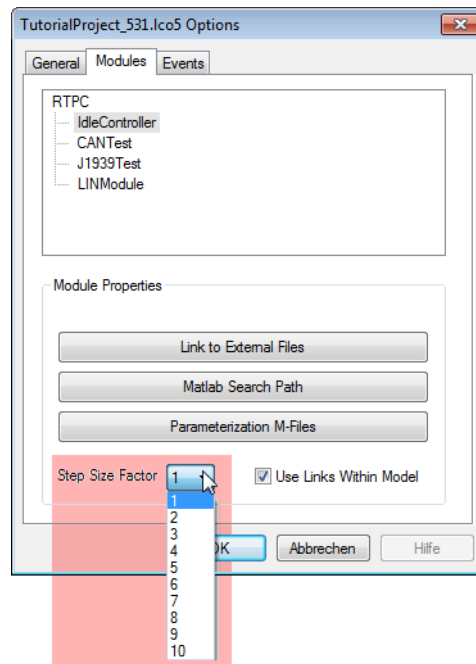 TutorialProject_531.lco5 Options
General Modules Events
RTPC
IdleController
CANTest
J1939Test
LINModule
Module Properties
Link to External Files
Matlab Search Path
Parameterization M-Files
Step Size Factor 1 Use Links Within Model
1
2
3
4
5
6
7
8
9
10
Abbrechen Hilfe